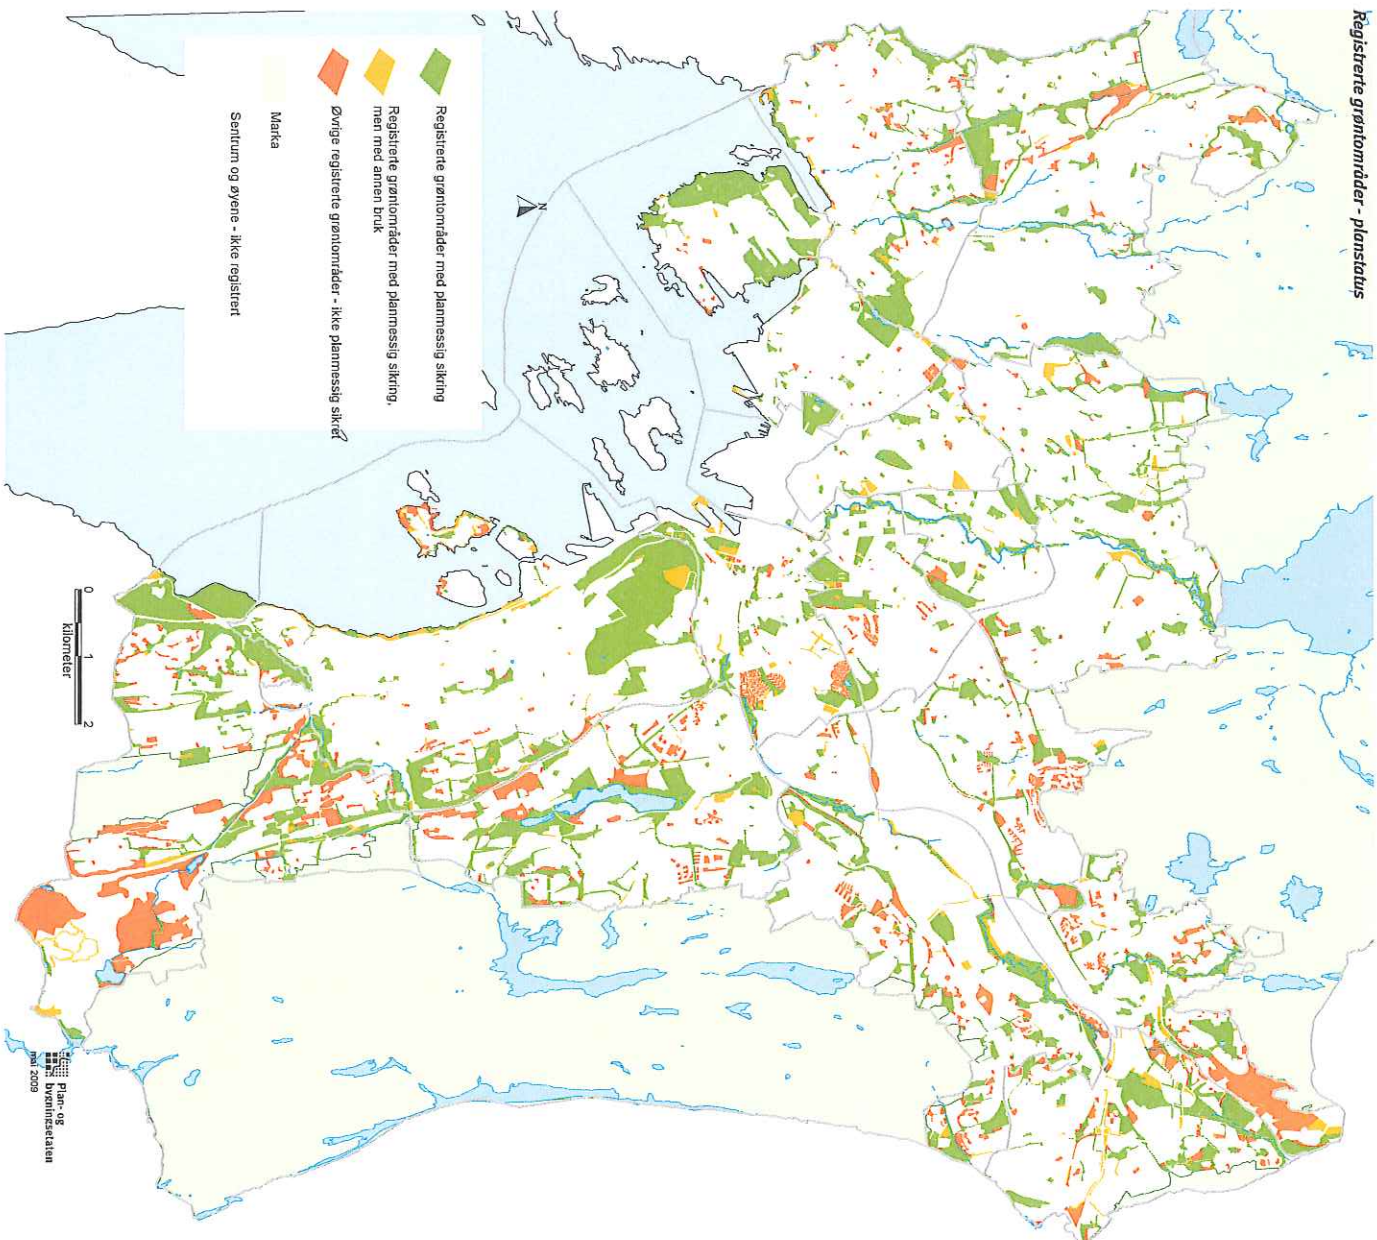 Registrerte grøntområder - planstatus
Registrerte grøntområder med planmessig sikring
Registrerte grøntområder med planmessig sikring,
men med annen bruk
Øvrige registrerte grøntområder - ikke planmessig sikret
Marka
Sentrum og øyene - ikke registrert
N
0 1 2
kilometer
Plan- og
bygningsetaten
mai 2009